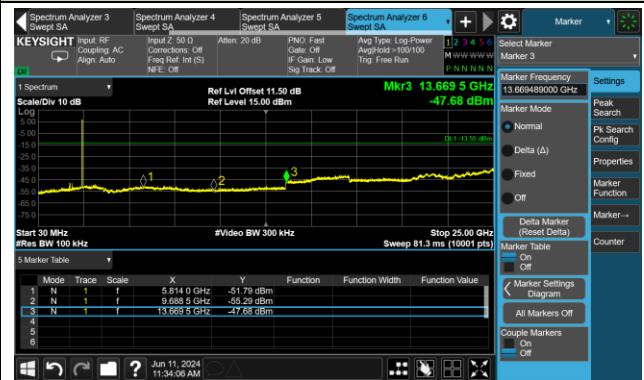 Spectrum Analyzer 3
Swept SA
Spectrum Analyzer 4
Swept SA
Spectrum Analyzer 5
Swept SA
Spectrum Analyzer 6
Swept SA
Marker
KEYSIGHT
Input: RF
Coupling: AC
Align: Auto
Input Z: 50 Ω
Corrections: Off
Freq Ref: Int (S)
NFE: Off
Atten: 20 dB
PNO: Fast
Gate: Off
IF Gain: Low
Sig Track: Off
Avg Type: Log-Power
Avg|Hold:>100/100
Trig: Free Run
1 2 3 4 5 6
M W W W W W
P N N N N N
LXI
Select Marker
Marker 3
1 Spectrum
Scale/Div 10 dB
Ref Lvl Offset 11.50 dB
Ref Level 15.00 dBm
Mkr3 13.669 5 GHz
-47.68 dBm
Log
5.00
-5.00
-15.0
-25.0
-35.0
-45.0
-55.0
-65.0
-75.0
DL1 -13.55 dBm
1
2
3
Start 30 MHz
#Res BW 100 kHz
#Video BW 300 kHz
Stop 25.00 GHz
Sweep 81.3 ms (10001 pts)
5 Marker Table
Mode Trace Scale X Y Function Function Width Function Value
1 N 1 f 5.814 0 GHz -51.79 dBm
2 N 1 f 9.688 5 GHz -55.29 dBm
3 N 1 f 13.669 5 GHz -47.68 dBm
4
5
6
Marker Frequency
13.669489000 GHz
Marker Mode
Normal
Delta (Δ)
Fixed
Off
Delta Marker
(Reset Delta)
Marker Table
On
Off
Marker Settings
Diagram
All Markers Off
Couple Markers
On
Off
Settings
Peak
Search
Pk Search
Config
Properties
Marker
Function
Marker→
Counter
?
Jun 11, 2024
11:34:06 AM